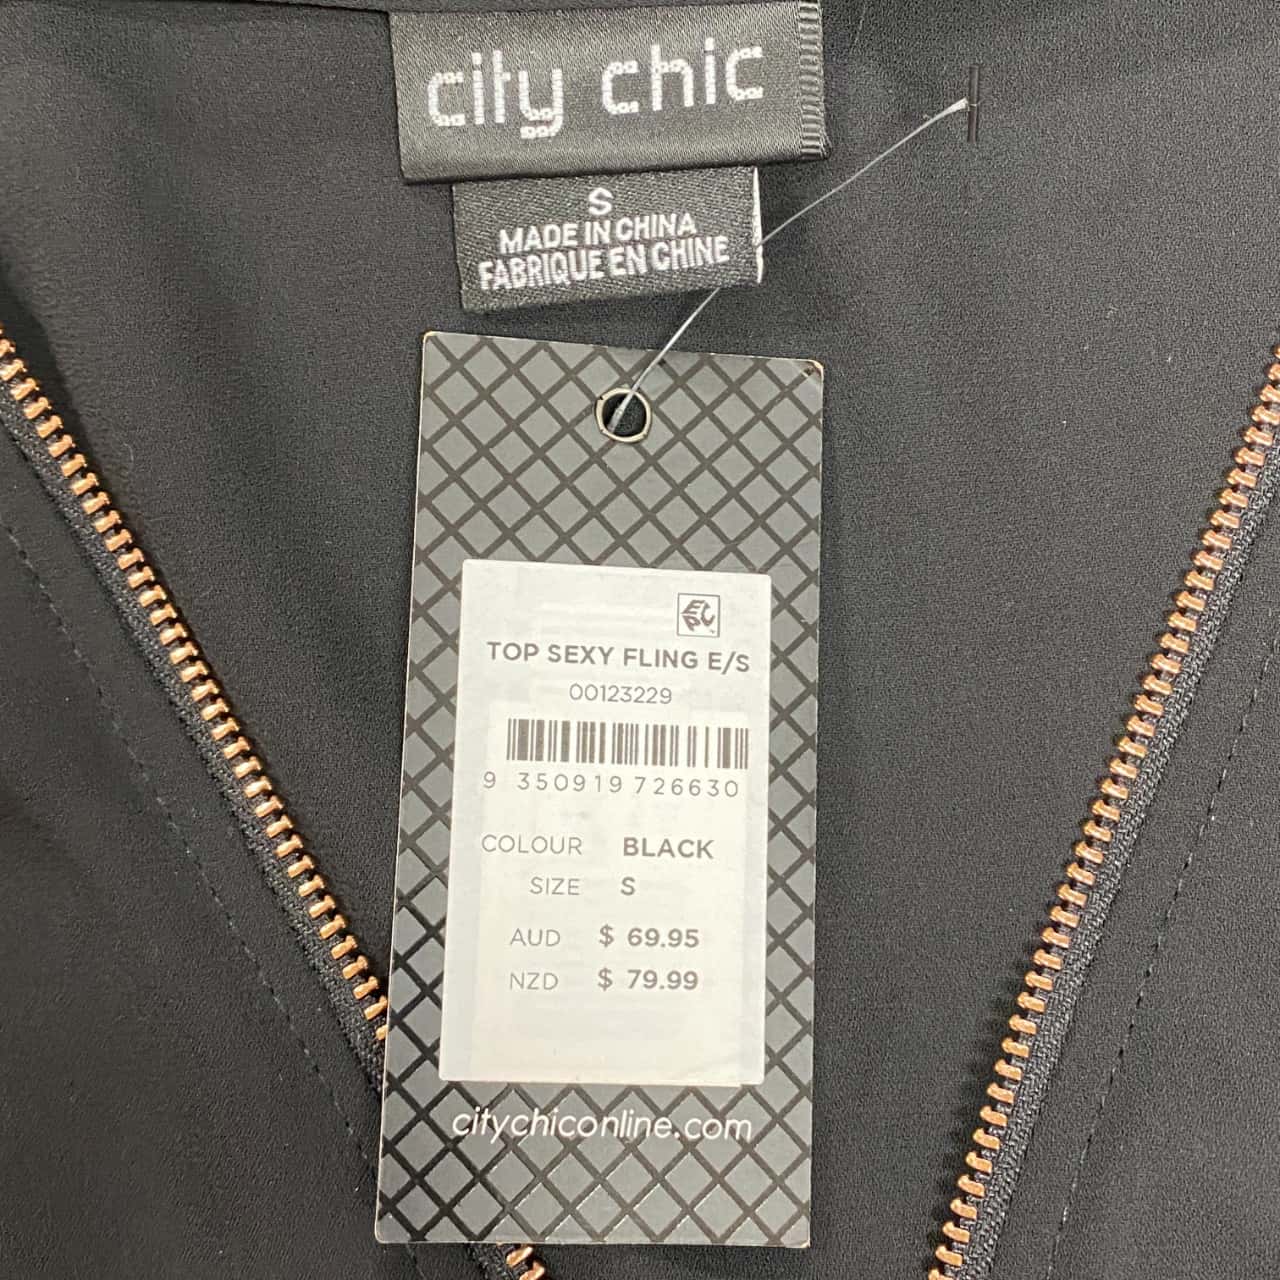 city chic
S
MADE IN CHINA
FABRIQUE EN CHINE
EPC™
TOP SEXY FLING E/S
00123229
9 350919 726630
COLOUR BLACK
SIZE S
AUD $ 69.95
NZD $ 79.99
citychiconline.com